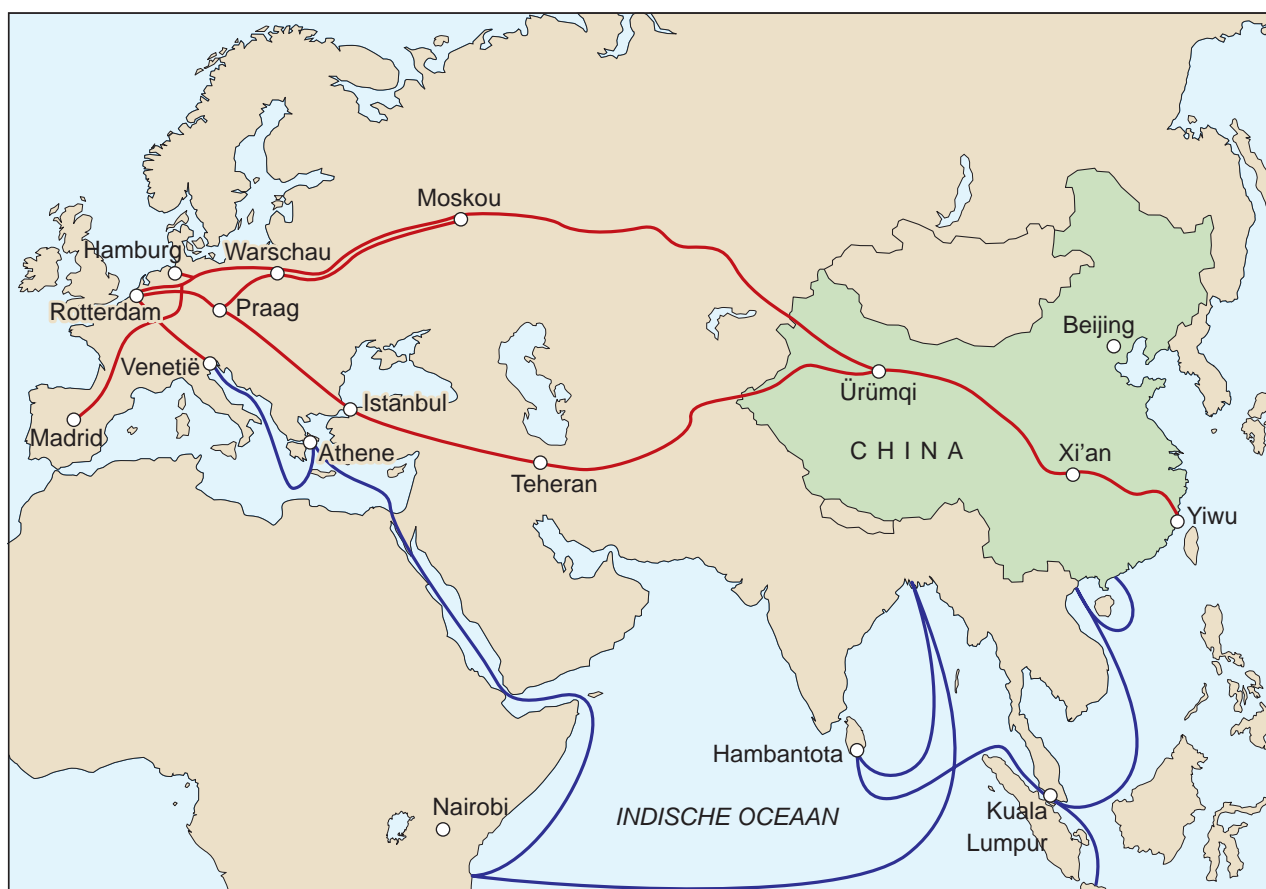 Moskou
Hamburg
Warschau
Rotterdam
Praag
Beijing
Venetië
Ürümqi
Istanbul
Madrid
Athene
CHINA
Xi’an
Teheran
Yiwu
Hambantota
Nairobi
INDISCHE OCEAAN
Kuala
Lumpur